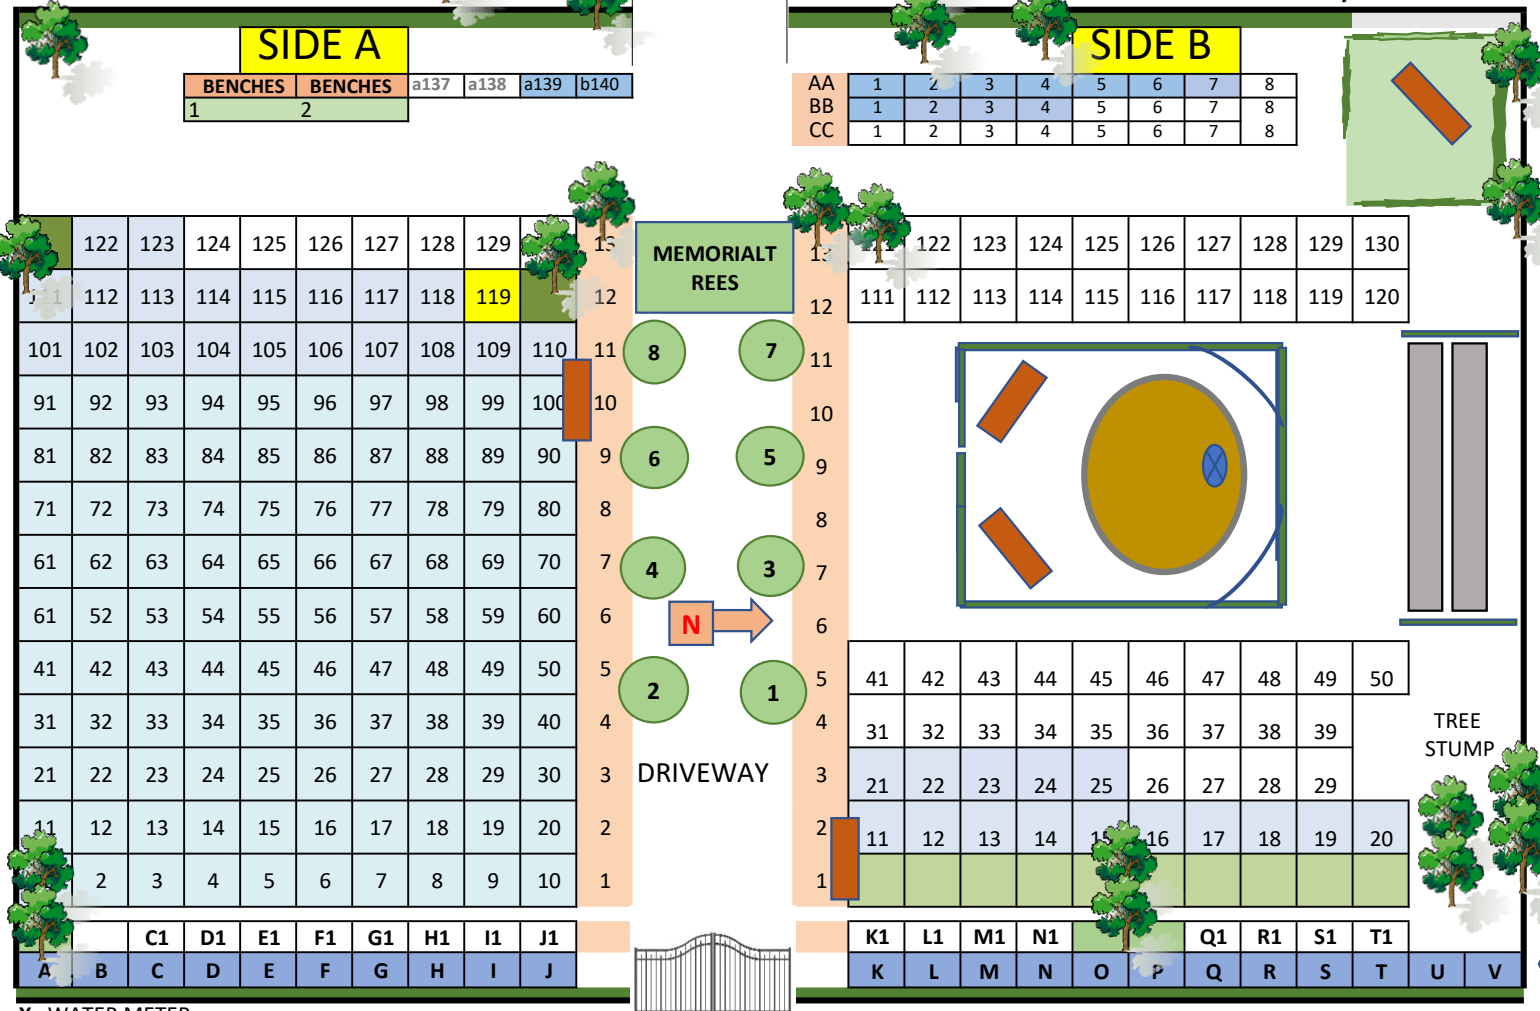 SIDE A
SIDE B
BENCHES BENCHES a137 a138 a139 b140
1 2
AA 1 2 3 4 5 6 7 8
BB 1 2 3 4 5 6 7 8
CC 1 2 3 4 5 6 7 8
122 123 124 125 126 127 128 129 13
MEMORIALT
REES
13 122 123 124 125 126 127 128 129 130
112 113 114 115 116 117 118 119 12
12 111 112 113 114 115 116 117 118 119 120
101 102 103 104 105 106 107 108 109 110 11 8 7 11
91 92 93 94 95 96 97 98 99 100 10 10
81 82 83 84 85 86 87 88 89 90 9 6 5 9
71 72 73 74 75 76 77 78 79 80 8 8
61 62 63 64 65 66 67 68 69 70 7 4 3 7
61 52 53 54 55 56 57 58 59 60 6 N 6
41 42 43 44 45 46 47 48 49 50 5 2 1 5 41 42 43 44 45 46 47 48 49 50
31 32 33 34 35 36 37 38 39 40 4 4 31 32 33 34 35 36 37 38 39
TREE
STUMP
21 22 23 24 25 26 27 28 29 30 3 DRIVEWAY 3 21 22 23 24 25 26 27 28 29
11 12 13 14 15 16 17 18 19 20 2 2 11 12 13 14 15 16 17 18 19 20
2 3 4 5 6 7 8 9 10 1 1
C1 D1 E1 F1 G1 H1 I1 J1 K1 L1 M1 N1 Q1 R1 S1 T1
A B C D E F G H I J K L M N O P Q R S T U V
X WATER METER